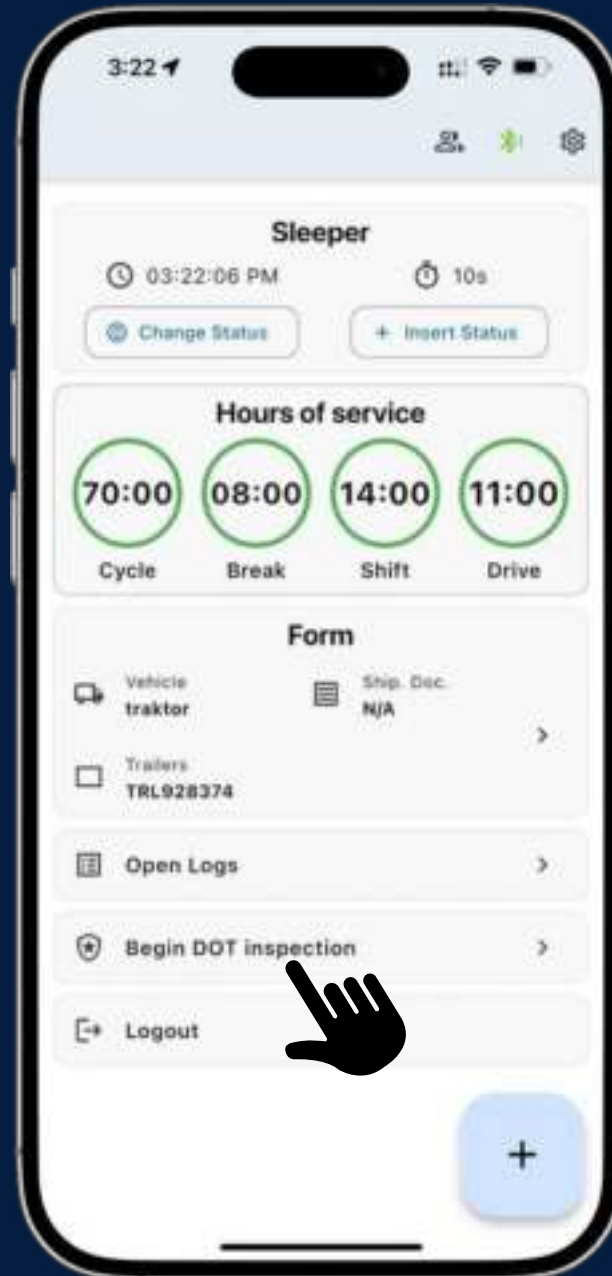 3:22
Sleeper
03:22:06 PM 10s
Change Status + Insert Status
Hours of service
70:00 08:00 14:00 11:00
Cycle Break Shift Drive
Form
Vehicle Ship. Doc.
traktor N/A
Trailers
TRL928374
Open Logs
Begin DOT inspection
Logout
+